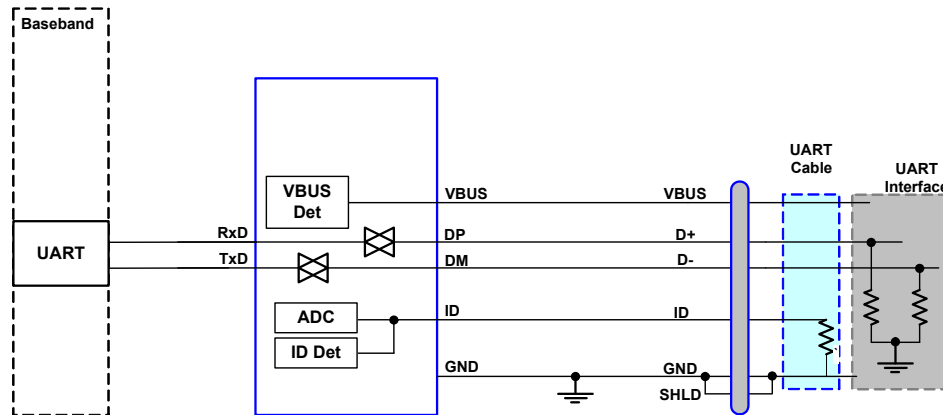 Baseband
UART
RxD
TxD
VBUS
Det
ADC
ID Det
VBUS
DP
DM
ID
GND
VBUS
D+
D-
ID
GND
SHLD
UART
Cable
UART
Interface